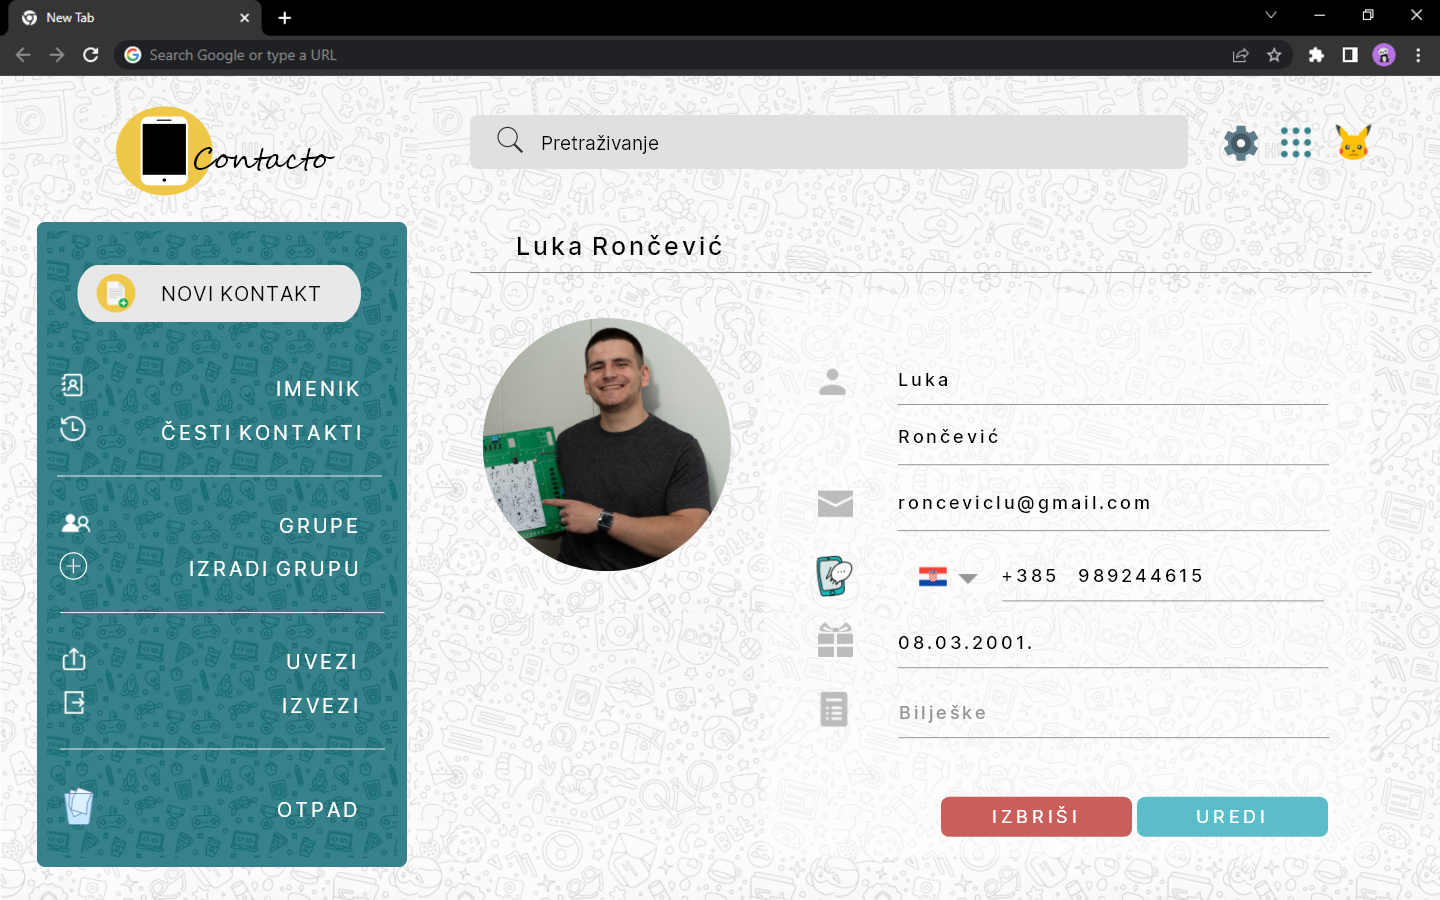 New Tab
Search Google or type a URL
Contacto
Pretraživanje
Luka Rončević
NOVI KONTAKT
IMENIK
ČESTI KONTAKTI
GRUPE
IZRADI GRUPU
UVEZI
IZVEZI
OTPAD
Luka
Rončević
ronceviclu@gmail.com
+385 989244615
08.03.2001.
Bilješke
IZBRIŠI
UREDI